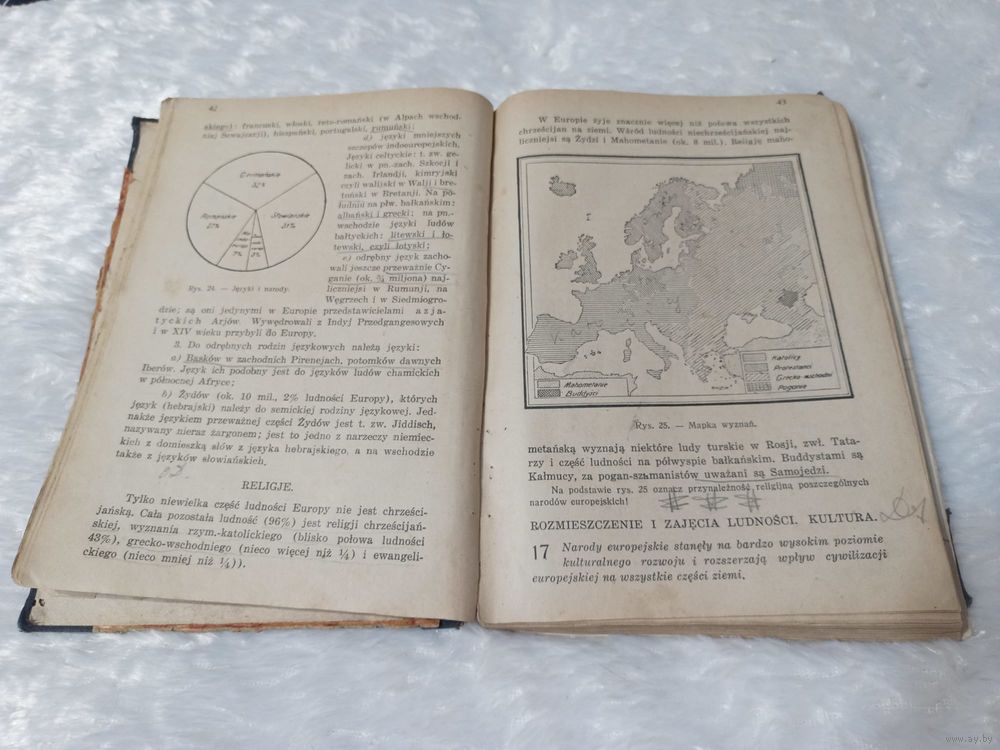 42
skiego): francuski, włoski, reto-romański (w Alpach wschod-
niej Szwajcarji), hiszpański, portugalski, rumuński;
d) języki mniejszych
szczepów indoeuropejskich.
Języki celtyckie: t. zw. ge-
licki w pn.-zach. Szkocji i
zach. Irlandji, kimryjski
czyli walijski w Walji i bre-
toński w Bretanji. Na po-
łudniu na płw. bałkańskim:
albański i grecki; na pn.-
wschodzie języki ludów
bałtyckich: litewski i ło-
tewski, czyli łotyski;
e) odrębny język zacho-
wali jeszcze przeważnie Cy-
ganie (ok. ¾ miljona) naj-
liczniejsi w Rumunji, na
Węgrzech i w Siedmiogro-
dzie; są oni jedynymi w Europie przedstawicielami azja-
tyckich Arjów. Wywędrowali z Indyj Przedgangesowych
i w XIV wieku przybyli do Europy.
Germańskie
32%
Romańskie
27%
Słowiańskie
31%
7%
3%
Rys. 24. — Języki i narody.
3. Do odrębnych rodzin językowych należą języki:
a) Basków w zachodnich Pirenejach, potomków dawnych
Iberów. Język ich podobny jest do języków ludów chamickich
w północnej Afryce;
b) Żydów (ok. 10 mil., 2% ludności Europy), których
język (hebrajski) należy do semickiej rodziny językowej. Jed-
nakże językiem przeważnej części Żydów jest t. zw. Jiddisch,
nazywany nieraz żargonem; jest to jedno z narzeczy niemiec-
kich z domieszką słów z języka hebrajskiego, a na wschodzie
także z języków słowiańskich.
RELIGJE.
Tylko niewielka część ludności Europy nie jest chrześci-
jańską. Cała pozostała ludność (96%) jest religji chrześcijań-
skiej, wyznania rzym.-katolickiego (blisko połowa ludności
43%), grecko-wschodniego (nieco więcej niż ¼) i ewangeli-
ckiego (nieco mniej niż ¼)).
43
W Europie żyje znacznie więcej niż połowa wszystkich
chrześcijan na ziemi. Wśród ludności niechrześcijańskiej naj-
liczniejsi są Żydzi i Mahometanie (ok. 8 mil.). Religję maho-
Mahometanie
Buddyści
Katolicy
Protestanci
Grecko-wschodni
Poganie
Rys. 25. — Mapka wyznań.
metańską wyznają niektóre ludy turskie w Rosji, zwł. Tata-
rzy i część ludności na półwyspie bałkańskim. Buddystami są
Kałmucy, za pogan-szamanistów uważani są Samojedzi.
Na podstawie rys. 25 oznacz przynależność religijną poszczególnych
narodów europejskich!
ROZMIESZCZENIE I ZAJĘCIA LUDNOŚCI. KULTURA.
17 Narody europejskie stanęły na bardzo wysokim poziomie
kulturalnego rozwoju i rozszerzają wpływ cywilizacji
europejskiej na wszystkie części ziemi.
www.ay.by